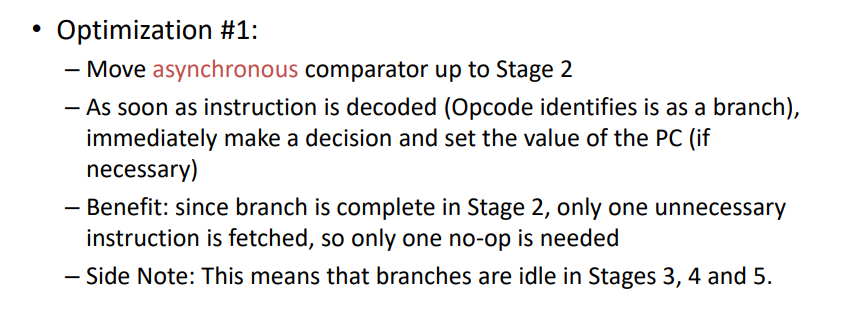 • Optimization #1:
– Move asynchronous comparator up to Stage 2
– As soon as instruction is decoded (Opcode identifies is as a branch),
immediately make a decision and set the value of the PC (if
necessary)
– Benefit: since branch is complete in Stage 2, only one unnecessary
instruction is fetched, so only one no-op is needed
– Side Note: This means that branches are idle in Stages 3, 4 and 5.